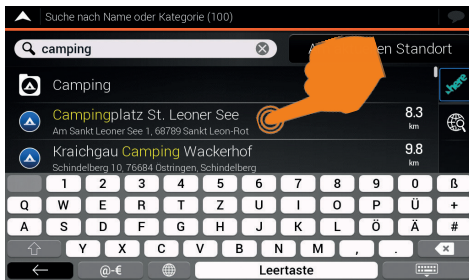 Suche nach Name oder Kategorie (100)
camping
Standort
Camping
Campingplatz St. Leoner See
8.3
Am Sankt Leoner See 1, 68789 Sankt Leon-Rot
km
Kraichgau Camping Wackerhof
9.8
Schindelberg 10, 76684 Östringen, Schindelberg
km
here
1 2 3 4 5 6 7 8 9 0 ß
Q W E R T Z U I O P Ü +
A S D F G H J K L Ö Ä #
Y X C V B N M , .
@-€ Leertaste